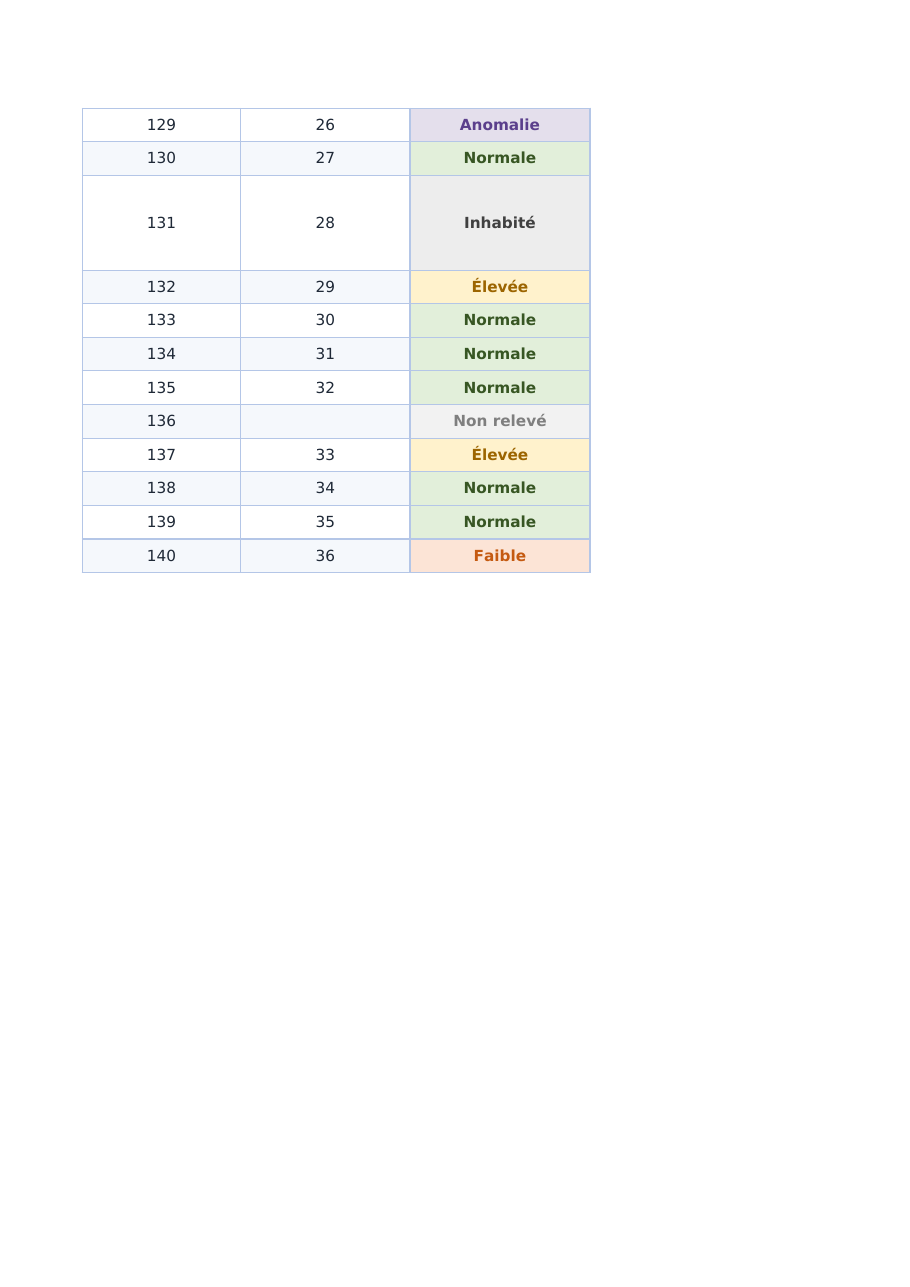 129 26 Anomalie
130 27 Normale
131 28 Inhabité
132 29 Élevée
133 30 Normale
134 31 Normale
135 32 Normale
136 Non relevé
137 33 Élevée
138 34 Normale
139 35 Normale
140 36 Faible